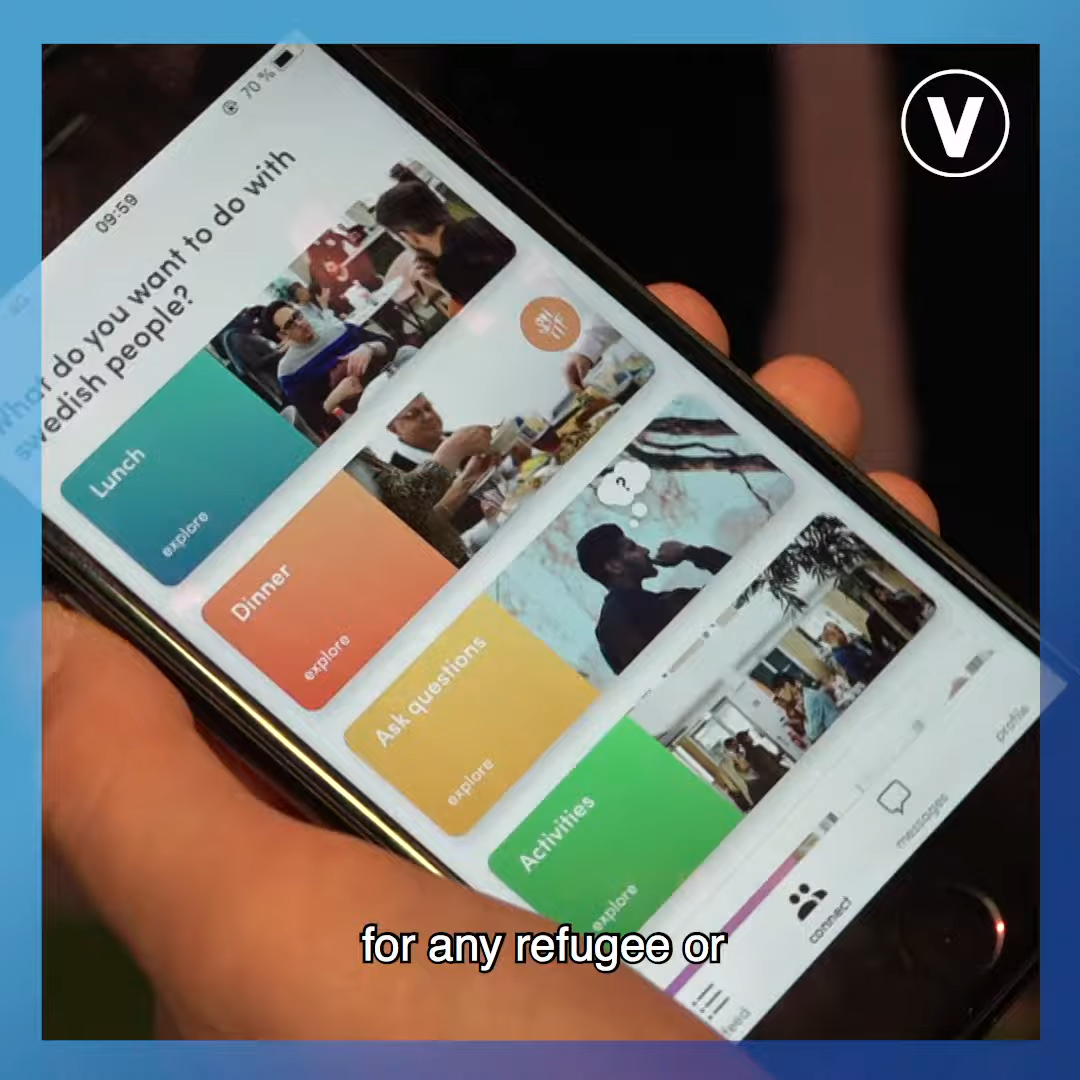 V
70 %
09:59
4G
What do you want to do with
swedish people?
Lunch
explore
Dinner
explore
?
Ask questions
explore
Activities
explore
feed
connect
messages
profile
for any refugee or